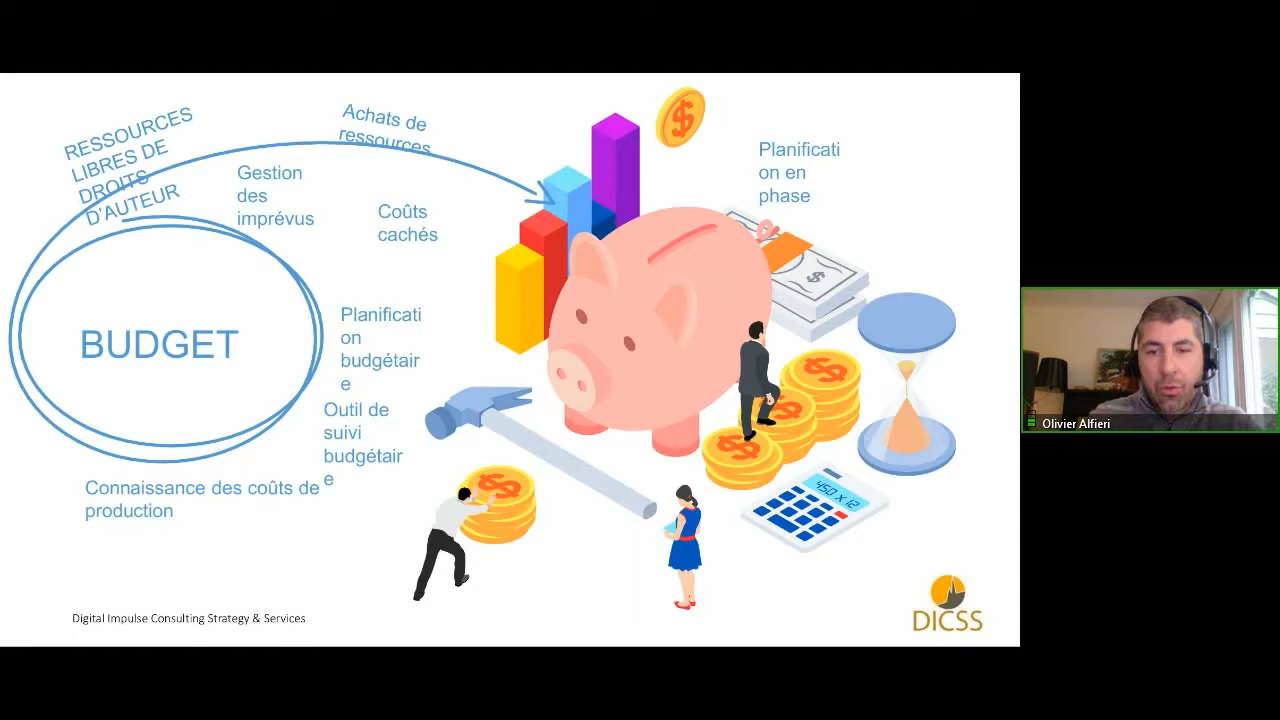 RESSOURCES
LIBRES DE
DROITS
D'AUTEUR
Achats de
ressources
Gestion
des
imprévus
Coûts
cachés
Planificati
on en
phase
BUDGET
Planificati
on
budgétair
e
Outil de
suivi
budgétair
e
Connaissance des coûts de
production
$
$
$
$
$
$
450 X 12
Digital Impulse Consulting Strategy & Services
DICSS
Olivier Alfieri